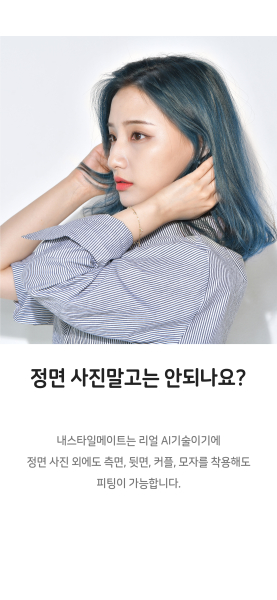 정면 사진말고는 안되나요?
내스타일메이트는 리얼 AI기술이기에
정면 사진 외에도 측면, 뒷면, 커플, 모자를 착용해도
피팅이 가능합니다.